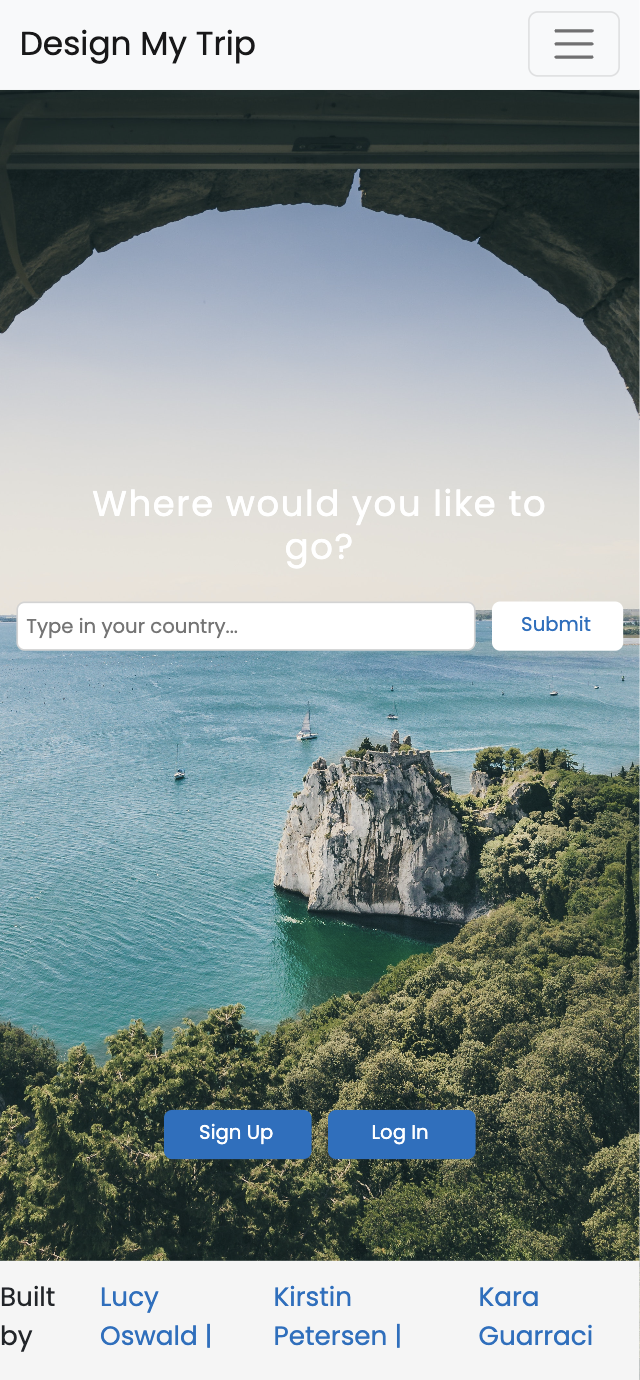 Design My Trip
Where would you like to
go?
Type in your country...
Submit
Sign Up
Log In
Built by
Lucy Oswald |
Kirstin Petersen |
Kara Guarraci